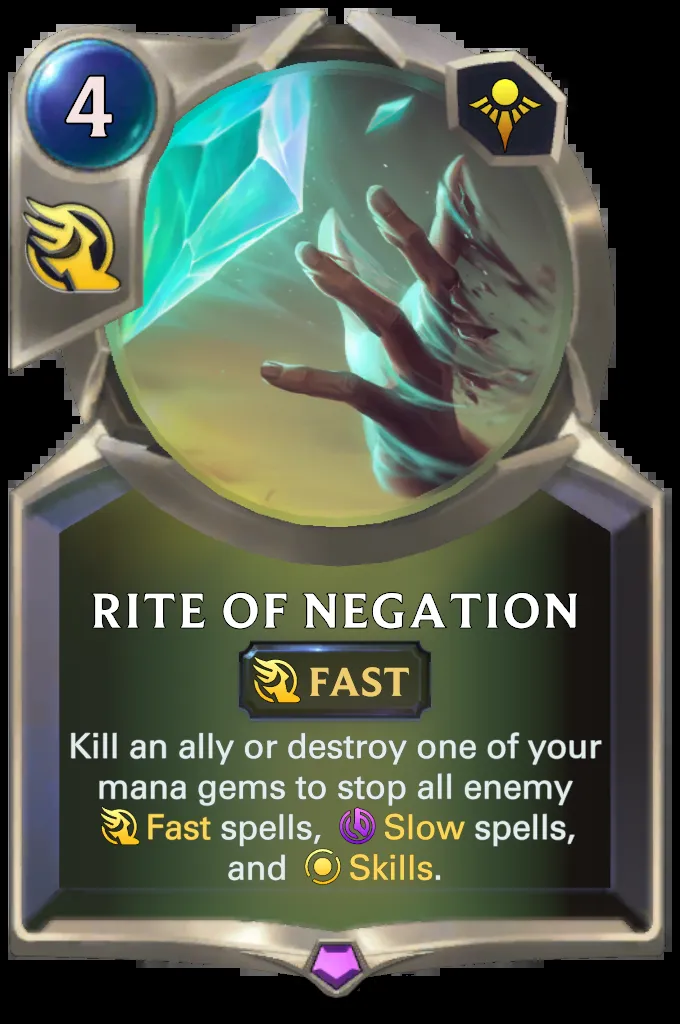 4
RITE OF NEGATION
FAST
Kill an ally or destroy one of your
mana gems to stop all enemy
Fast spells, Slow spells,
and Skills.